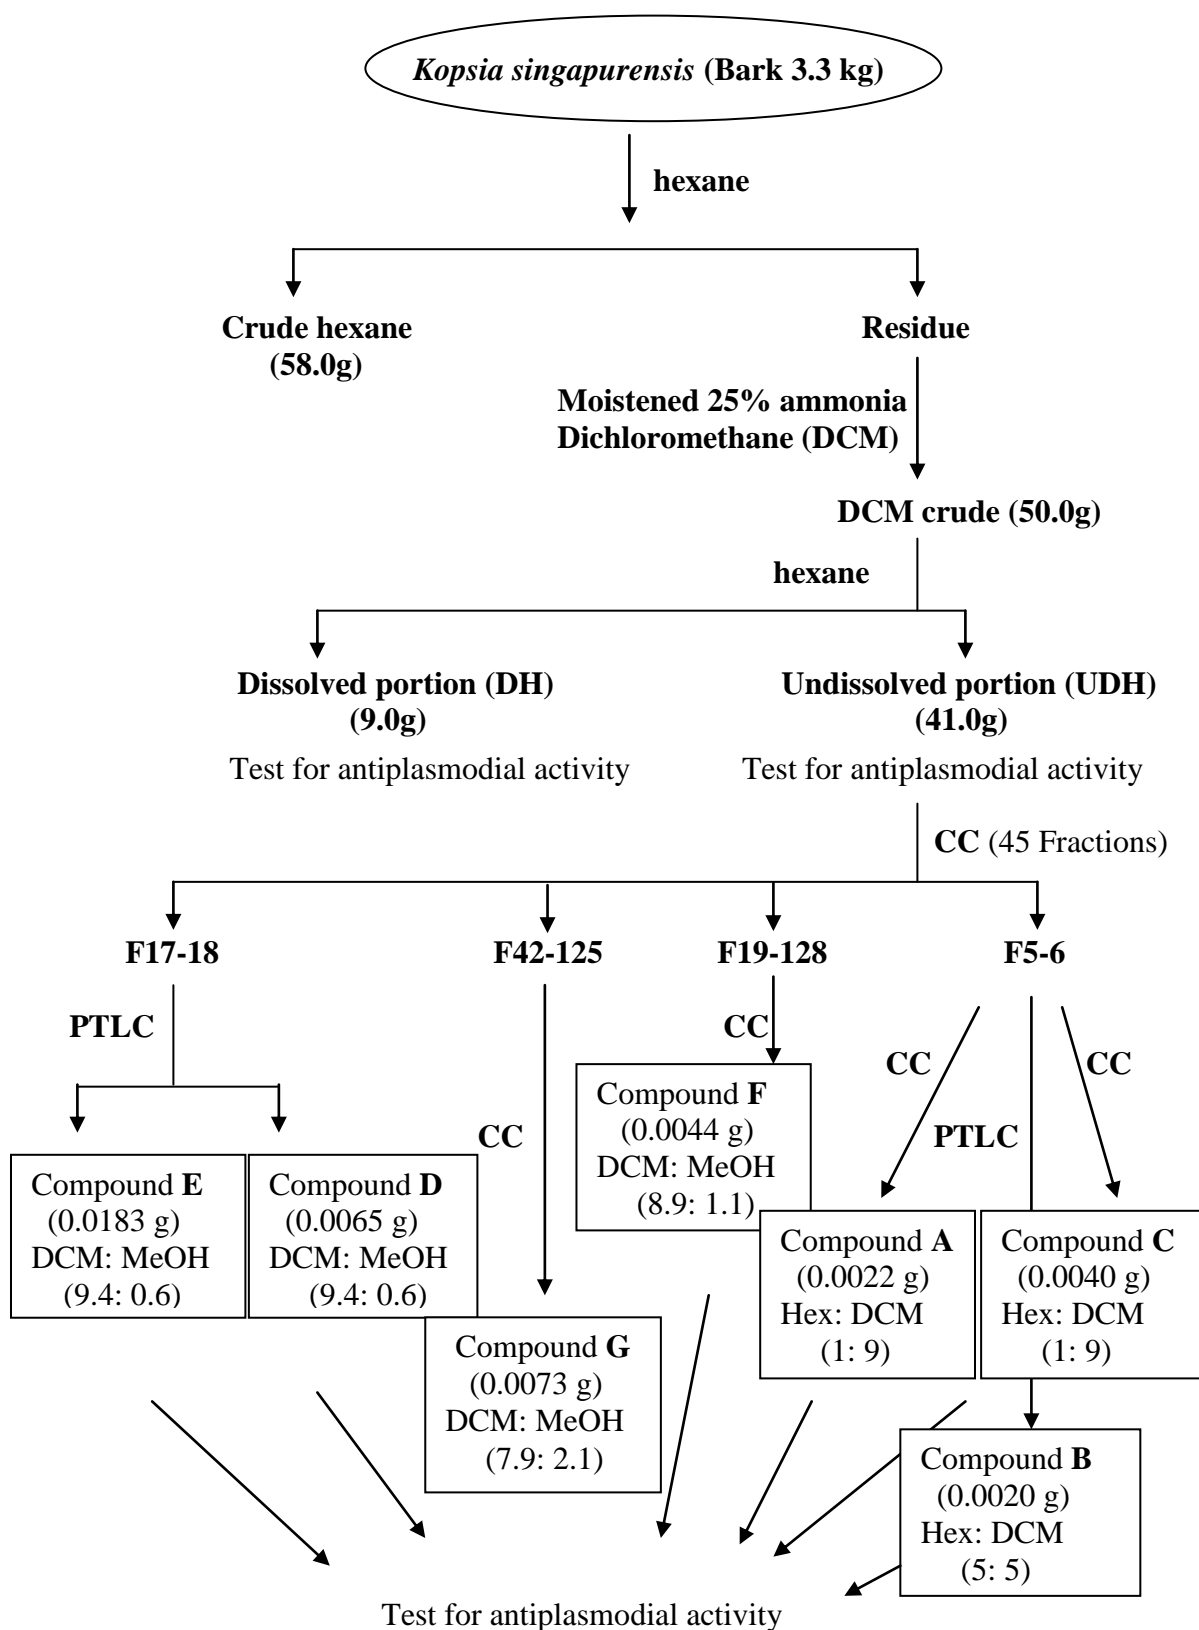 Kopsia singapurensis (Bark 3.3 kg)
hexane
Crude hexane
(58.0g)
Residue
Moistened 25% ammonia
Dichloromethane (DCM)
DCM crude (50.0g)
hexane
Dissolved portion (DH)
(9.0g)
Test for antiplasmodial activity
Undissolved portion (UDH)
(41.0g)
Test for antiplasmodial activity
CC (45 Fractions)
F17-18
F42-125
F19-128
F5-6
PTLC
CC
CC
CC
PTLC
CC
Compound E
(0.0183 g)
DCM: MeOH
(9.4: 0.6)
Compound D
(0.0065 g)
DCM: MeOH
(9.4: 0.6)
Compound G
(0.0073 g)
DCM: MeOH
(7.9: 2.1)
Compound F
(0.0044 g)
DCM: MeOH
(8.9: 1.1)
Compound A
(0.0022 g)
Hex: DCM
(1: 9)
Compound C
(0.0040 g)
Hex: DCM
(1: 9)
Compound B
(0.0020 g)
Hex: DCM
(5: 5)
Test for antiplasmodial activity